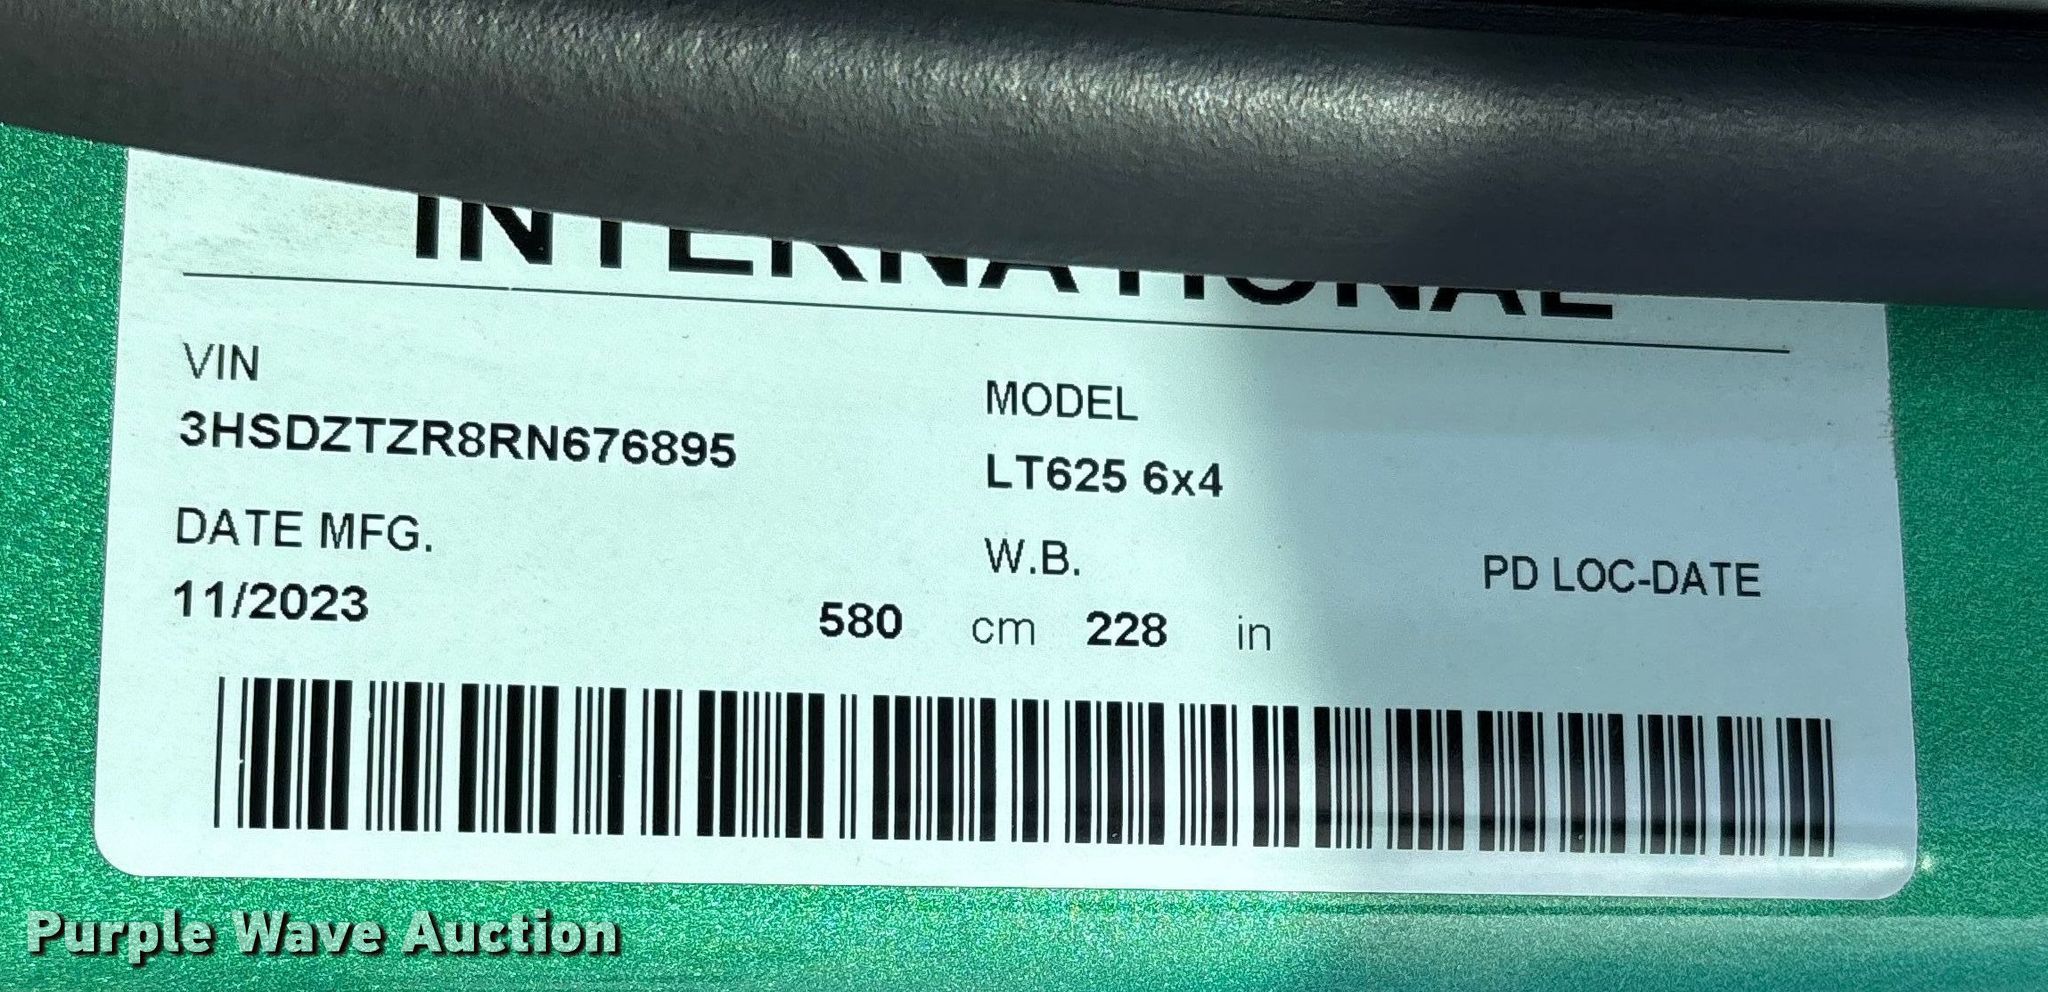 INTERNATIONAL
VIN
3HSDZTZR8RN676895
MODEL
LT625 6x4
DATE MFG.
11/2023
W.B.
580 cm 228 in
PD LOC-DATE
Purple Wave Auction